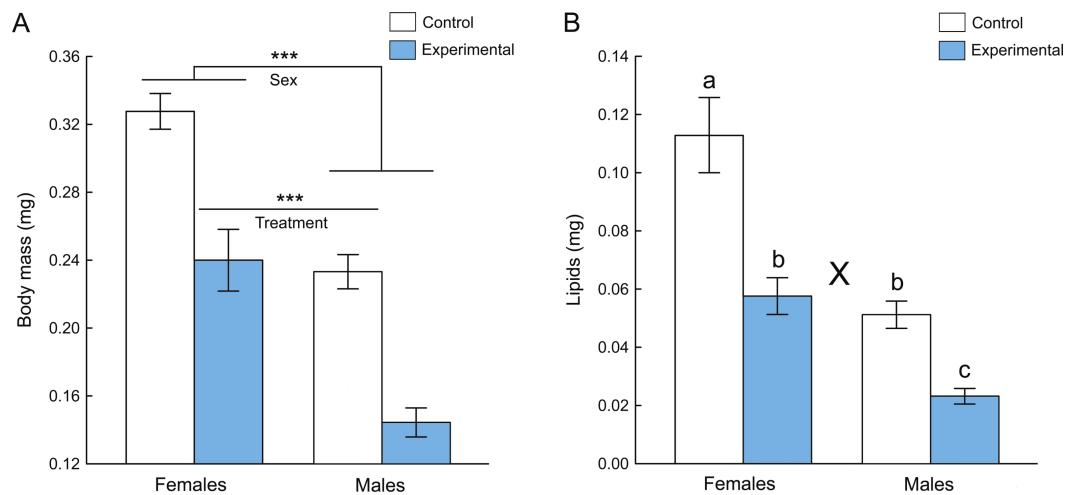 A
Control
Experimental
Body mass (mg)
0.36
0.32
0.28
0.24
0.20
0.16
0.12
***
Sex
***
Treatment
Females
Males
B
Control
Experimental
Lipids (mg)
0.14
0.12
0.10
0.08
0.06
0.04
0.02
0.00
a
b
X
b
c
Females
Males